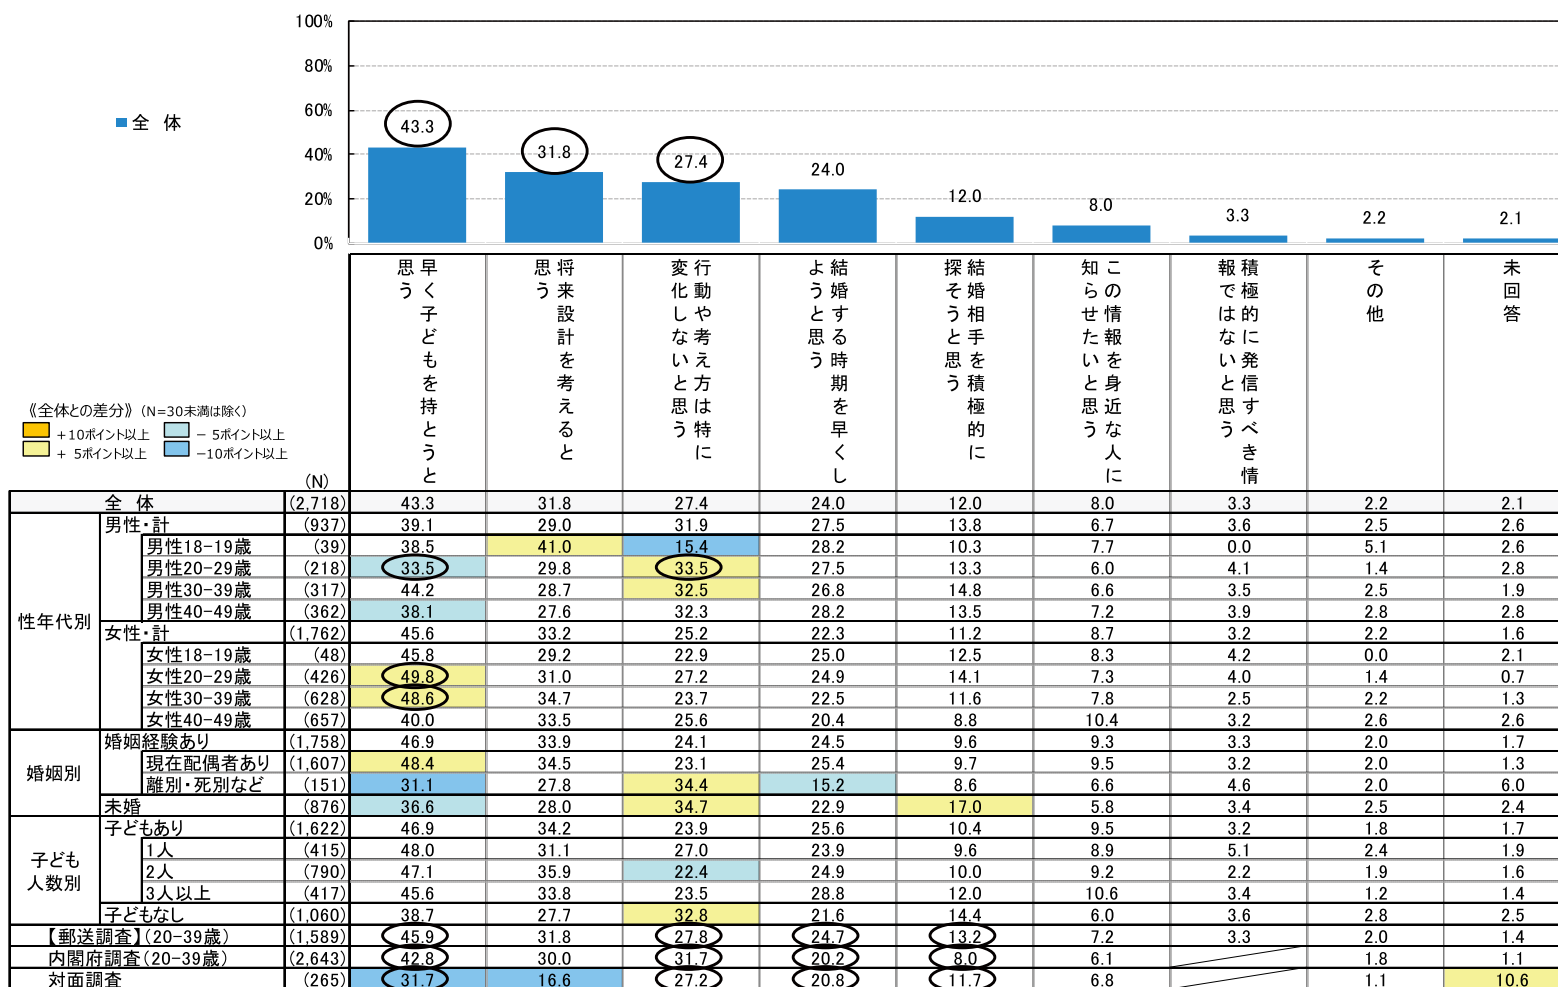 100%
80%
60%
40%
20%
0%
全 体
43.3
31.8
27.4
24.0
12.0
8.0
3.3
2.2
2.1
早く子どもを持とうと
思う
将来設計を考えると
思う
行動や考え方は特に
変化しないと思う
結婚する時期を早くし
ようと思う
結婚相手を積極的に
探そうと思う
この情報を身近な人に
知らせたいと思う
積極的に発信すべき情
報ではないと思う
その他
未回答
《全体との差分》(N=30未満は除く)
+10ポイント以上 − 5ポイント以上
+ 5ポイント以上 −10ポイント以上
(N)
全 体 (2,718) 43.3 31.8 27.4 24.0 12.0 8.0 3.3 2.2 2.1
性年代別
男性・計 (937) 39.1 29.0 31.9 27.5 13.8 6.7 3.6 2.5 2.6
男性18-19歳 (39) 38.5 41.0 15.4 28.2 10.3 7.7 0.0 5.1 2.6
男性20-29歳 (218) 33.5 29.8 33.5 27.5 13.3 6.0 4.1 1.4 2.8
男性30-39歳 (317) 44.2 28.7 32.5 26.8 14.8 6.6 3.5 2.5 1.9
男性40-49歳 (362) 38.1 27.6 32.3 28.2 13.5 7.2 3.9 2.8 2.8
女性・計 (1,762) 45.6 33.2 25.2 22.3 11.2 8.7 3.2 2.2 1.6
女性18-19歳 (48) 45.8 29.2 22.9 25.0 12.5 8.3 4.2 0.0 2.1
女性20-29歳 (426) 49.8 31.0 27.2 24.9 14.1 7.3 4.0 1.4 0.7
女性30-39歳 (628) 48.6 34.7 23.7 22.5 11.6 7.8 2.5 2.2 1.3
女性40-49歳 (657) 40.0 33.5 25.6 20.4 8.8 10.4 3.2 2.6 2.6
婚姻別
婚姻経験あり (1,758) 46.9 33.9 24.1 24.5 9.6 9.3 3.3 2.0 1.7
現在配偶者あり (1,607) 48.4 34.5 23.1 25.4 9.7 9.5 3.2 2.0 1.3
離別・死別など (151) 31.1 27.8 34.4 15.2 8.6 6.6 4.6 2.0 6.0
未婚 (876) 36.6 28.0 34.7 22.9 17.0 5.8 3.4 2.5 2.4
子ども
人数別
子どもあり (1,622) 46.9 34.2 23.9 25.6 10.4 9.5 3.2 1.8 1.7
1人 (415) 48.0 31.1 27.0 23.9 9.6 8.9 5.1 2.4 1.9
2人 (790) 47.1 35.9 22.4 24.9 10.0 9.2 2.2 1.9 1.6
3人以上 (417) 45.6 33.8 23.5 28.8 12.0 10.6 3.4 1.2 1.4
子どもなし (1,060) 38.7 27.7 32.8 21.6 14.4 6.0 3.6 2.8 2.5
【郵送調査】(20-39歳) (1,589) 45.9 31.8 27.8 24.7 13.2 7.2 3.3 2.0 1.4
内閣府調査(20-39歳) (2,643) 42.8 30.0 31.7 20.2 8.0 6.1 1.8 1.1
対面調査 (265) 31.7 16.6 27.2 20.8 11.7 6.8 1.1 10.6